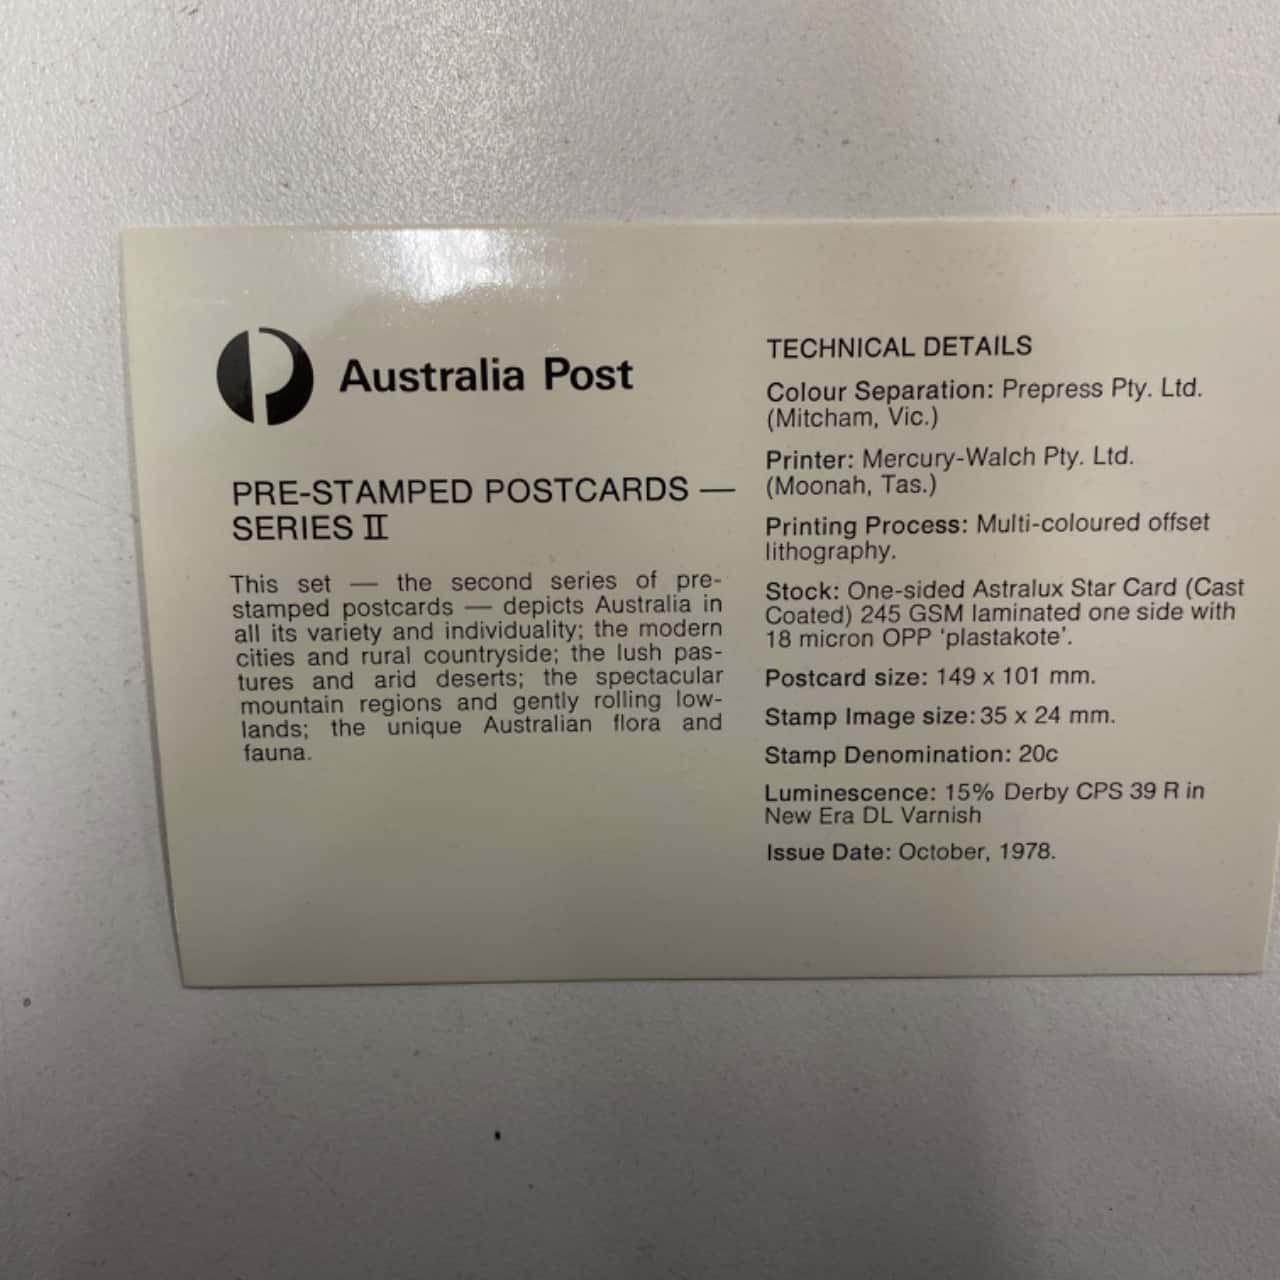 Australia Post
PRE-STAMPED POSTCARDS —
SERIES II
This set — the second series of pre-
stamped postcards — depicts Australia in
all its variety and individuality; the modern
cities and rural countryside; the lush pas-
tures and arid deserts; the spectacular
mountain regions and gently rolling low-
lands; the unique Australian flora and
fauna.
TECHNICAL DETAILS
Colour Separation: Prepress Pty. Ltd.
(Mitcham, Vic.)
Printer: Mercury-Walch Pty. Ltd.
(Moonah, Tas.)
Printing Process: Multi-coloured offset
lithography.
Stock: One-sided Astralux Star Card (Cast
Coated) 245 GSM laminated one side with
18 micron OPP ‘plastakote’.
Postcard size: 149 x 101 mm.
Stamp Image size: 35 x 24 mm.
Stamp Denomination: 20c
Luminescence: 15% Derby CPS 39 R in
New Era DL Varnish
Issue Date: October, 1978.